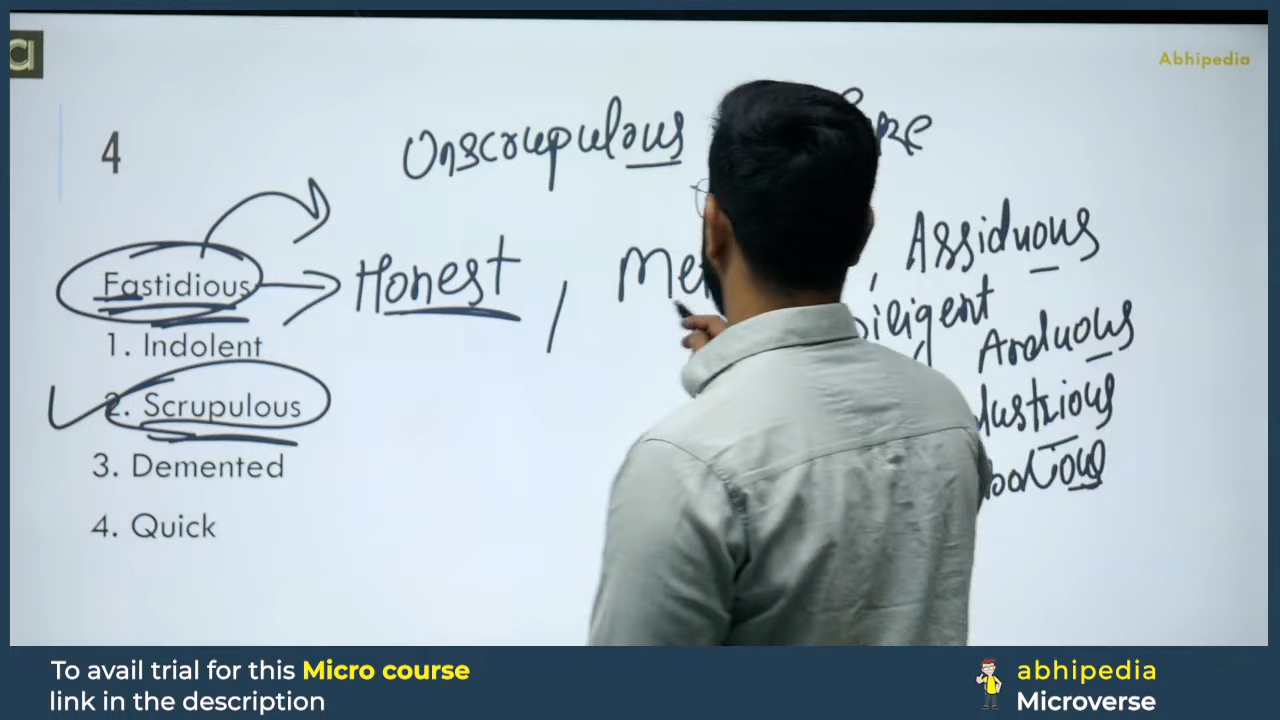 a
Abhipedia
4
Unscrupulous
Fastidious
Honest,
Assiduous
Arduous
1. Indolent
2. Scrupulous
3. Demented
4. Quick
To avail trial for this Micro course
link in the description
abhipedia
Microverse